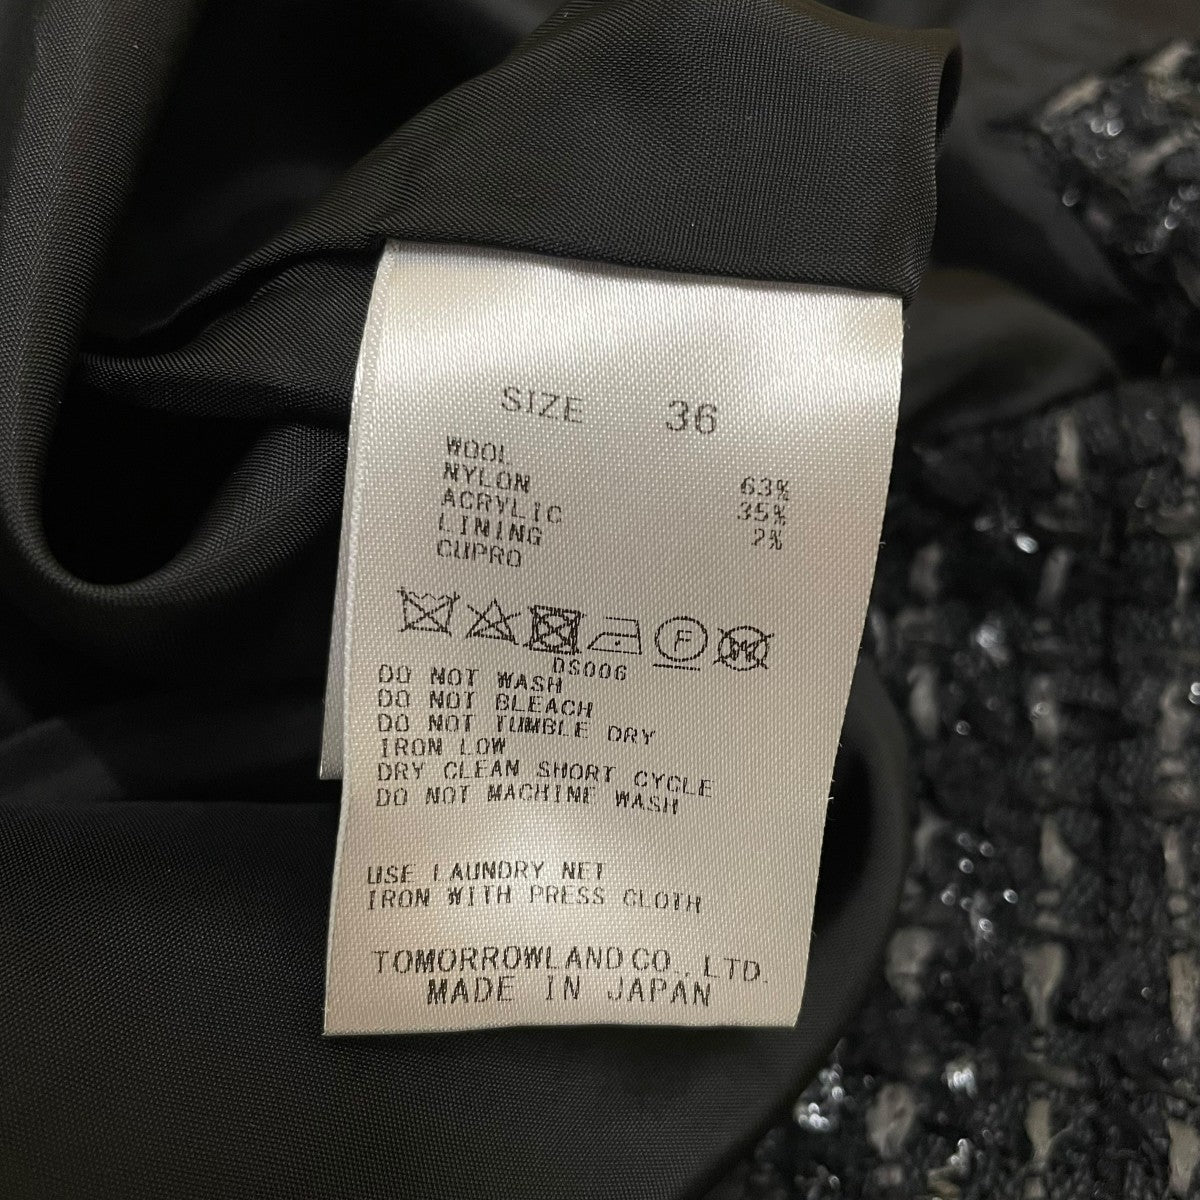 SIZE 36
WOOL 63%
NYLON 35%
ACRYLIC 2%
LINING
CUPRO
F
W
DS006
DO NOT WASH
DO NOT BLEACH
DO NOT TUMBLE DRY
IRON LOW
DRY CLEAN SHORT CYCLE
DO NOT MACHINE WASH
USE LAUNDRY NET
IRON WITH PRESS CLOTH
TOMORROWLAND CO., LTD.
MADE IN JAPAN